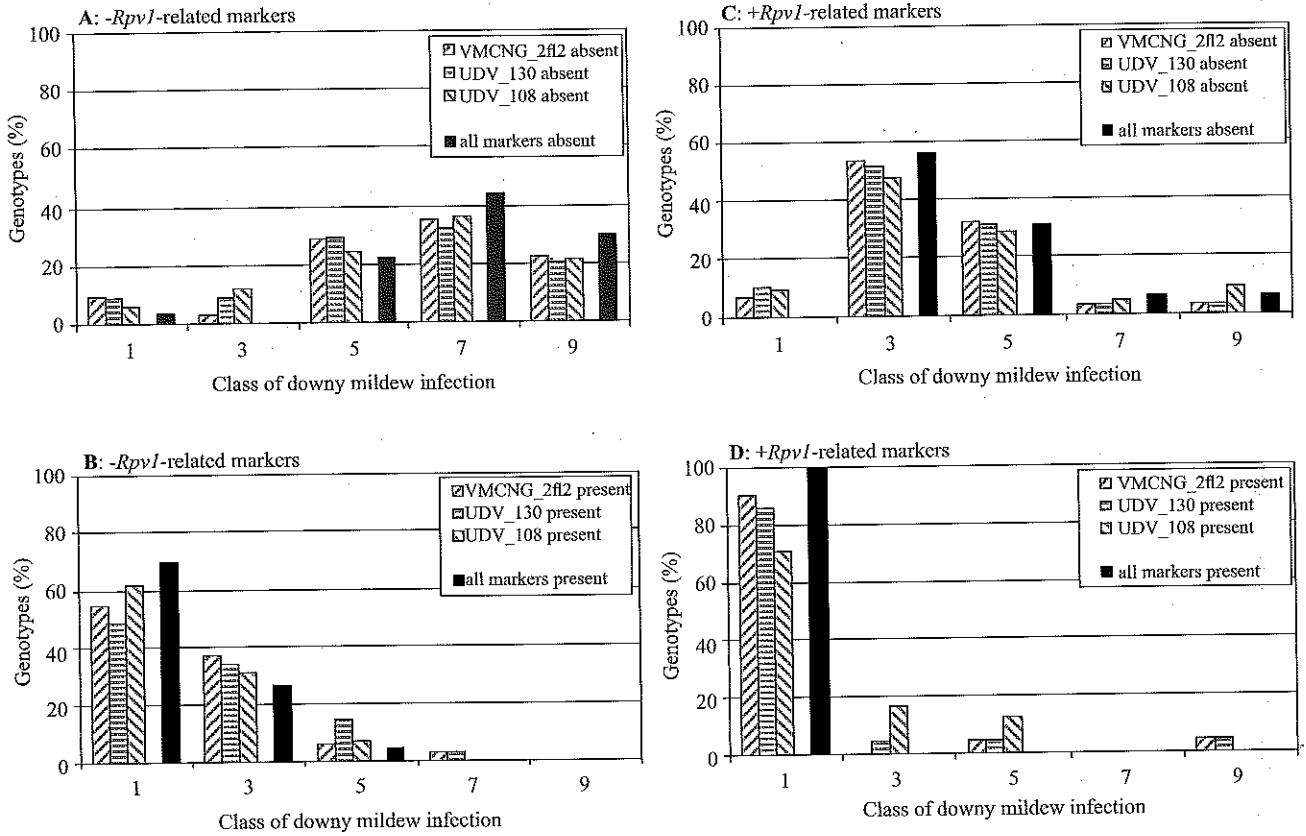 A: -Rpv1-related markers
100
80
60
40
20
0
Genotypes (%)
VMCNG_2fl2 absent
UDV_130 absent
UDV_108 absent
all markers absent
1 3 5 7 9
Class of downy mildew infection
C: +Rpv1-related markers
100
80
60
40
20
0
Genotypes (%)
VMCNG_2fl2 absent
UDV_130 absent
UDV_108 absent
all markers absent
1 3 5 7 9
Class of downy mildew infection
B: -Rpv1-related markers
100
80
60
40
20
0
Genotypes (%)
VMCNG_2fl2 present
UDV_130 present
UDV_108 present
all markers present
1 3 5 7 9
Class of downy mildew infection
D: +Rpv1-related markers
100
80
60
40
20
0
Genotypes (%)
VMCNG_2fl2 present
UDV_130 present
UDV_108 present
all markers present
1 3 5 7 9
Class of downy mildew infection